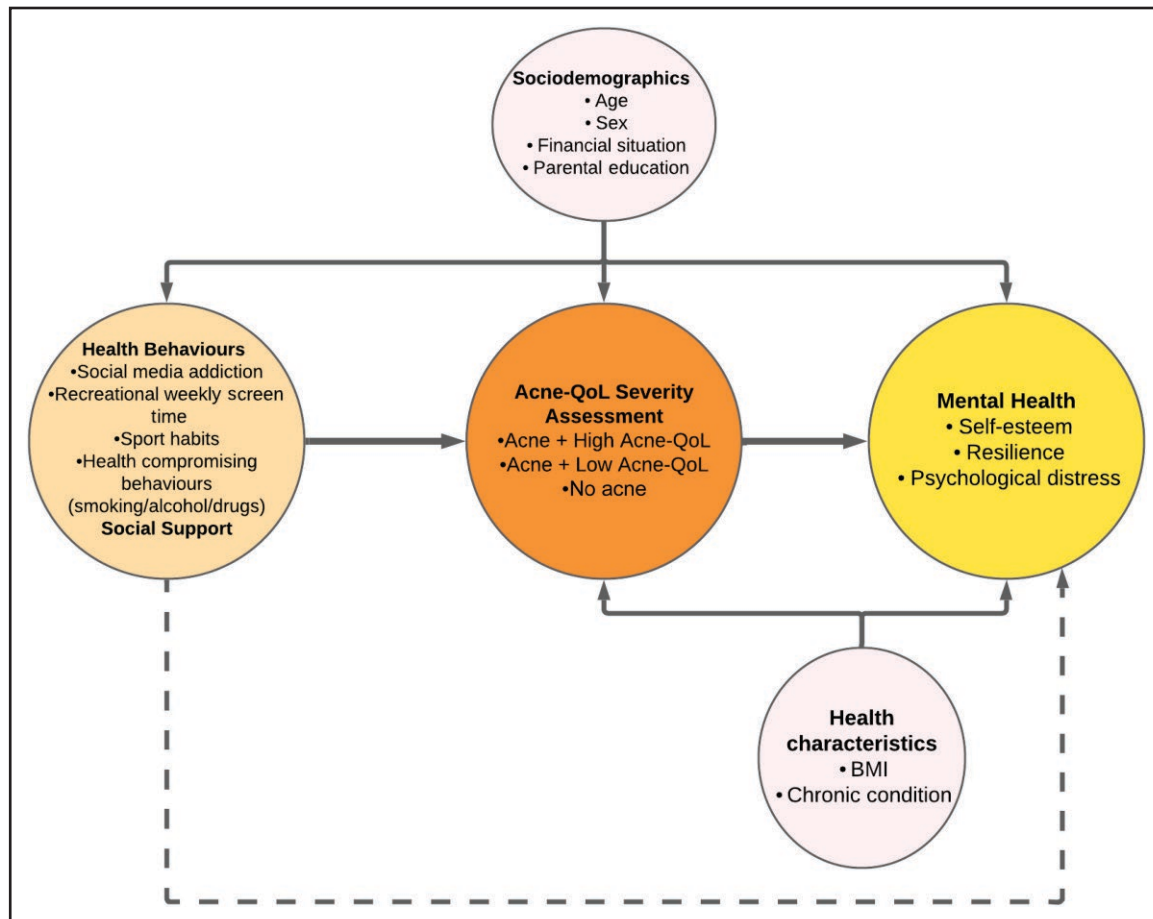 Sociodemographics
• Age
• Sex
• Financial situation
• Parental education
Health Behaviours
•Social media addiction
•Recreational weekly screen
time
•Sport habits
•Health compromising
behaviours
(smoking/alcohol/drugs)
Social Support
Acne-QoL Severity
Assessment
•Acne + High Acne-QoL
•Acne + Low Acne-QoL
•No acne
Mental Health
• Self-esteem
• Resilience
• Psychological distress
Health
characteristics
• BMI
• Chronic condition